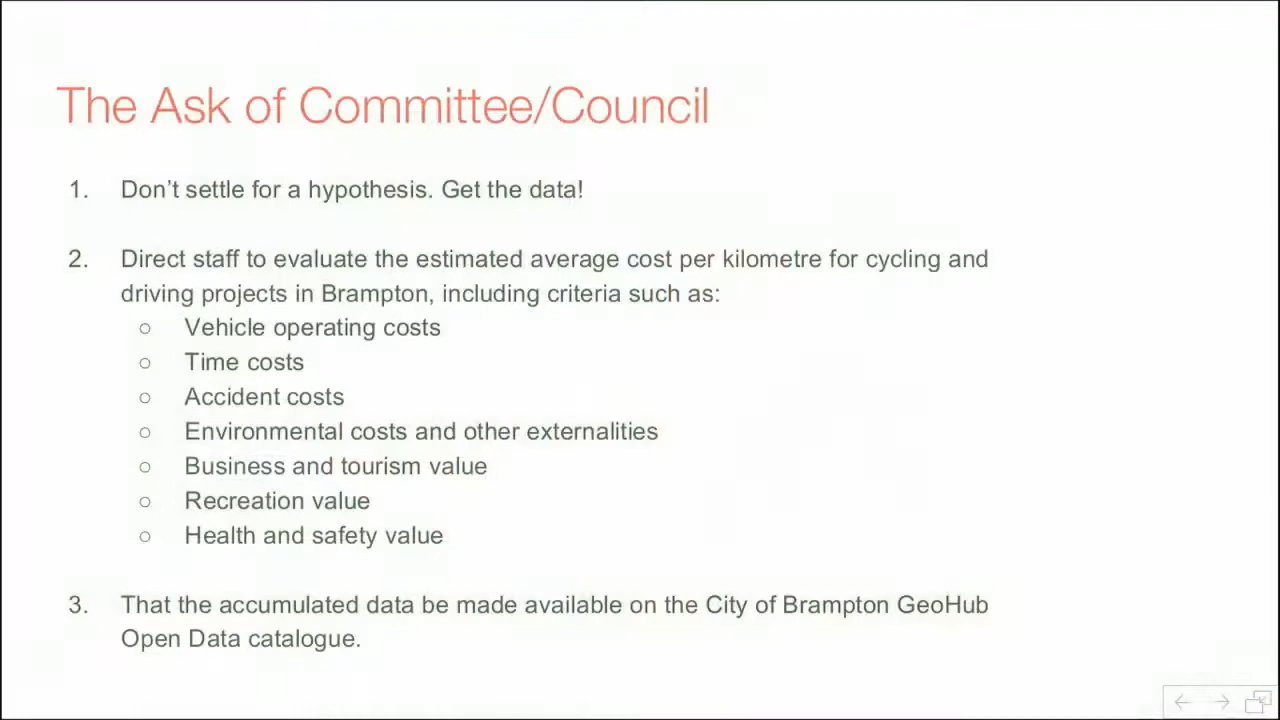 The Ask of Committee/Council
1. Don’t settle for a hypothesis. Get the data!
2. Direct staff to evaluate the estimated average cost per kilometre for cycling and
driving projects in Brampton, including criteria such as:
○ Vehicle operating costs
○ Time costs
○ Accident costs
○ Environmental costs and other externalities
○ Business and tourism value
○ Recreation value
○ Health and safety value
3. That the accumulated data be made available on the City of Brampton GeoHub
Open Data catalogue.